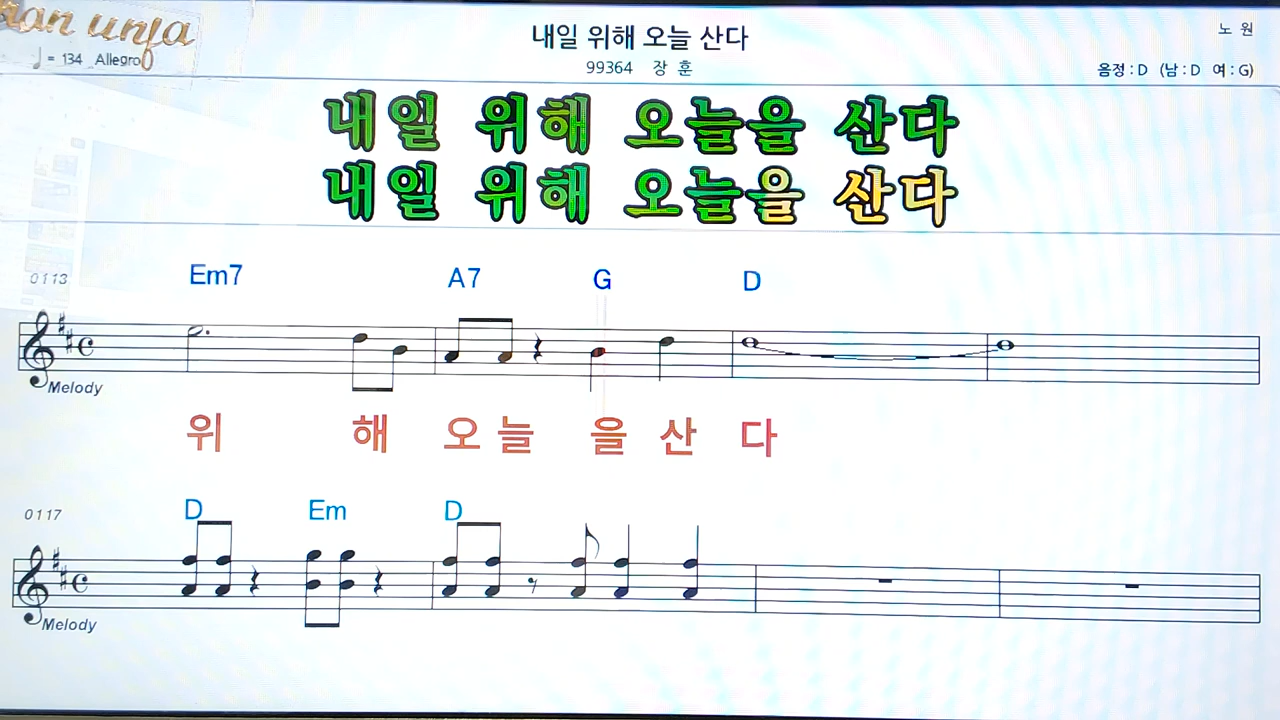 내일 위해 오늘 산다
노 원
♩ = 134 Allegro
99364 장 훈
음정 : D (남 : D 여 : G)
내일 위해 오늘을 산다
내일 위해 오늘을 산다
0113 Em7 A7 G D
Melody
위 해 오 늘 을 산 다
0117 D Em D
Melody